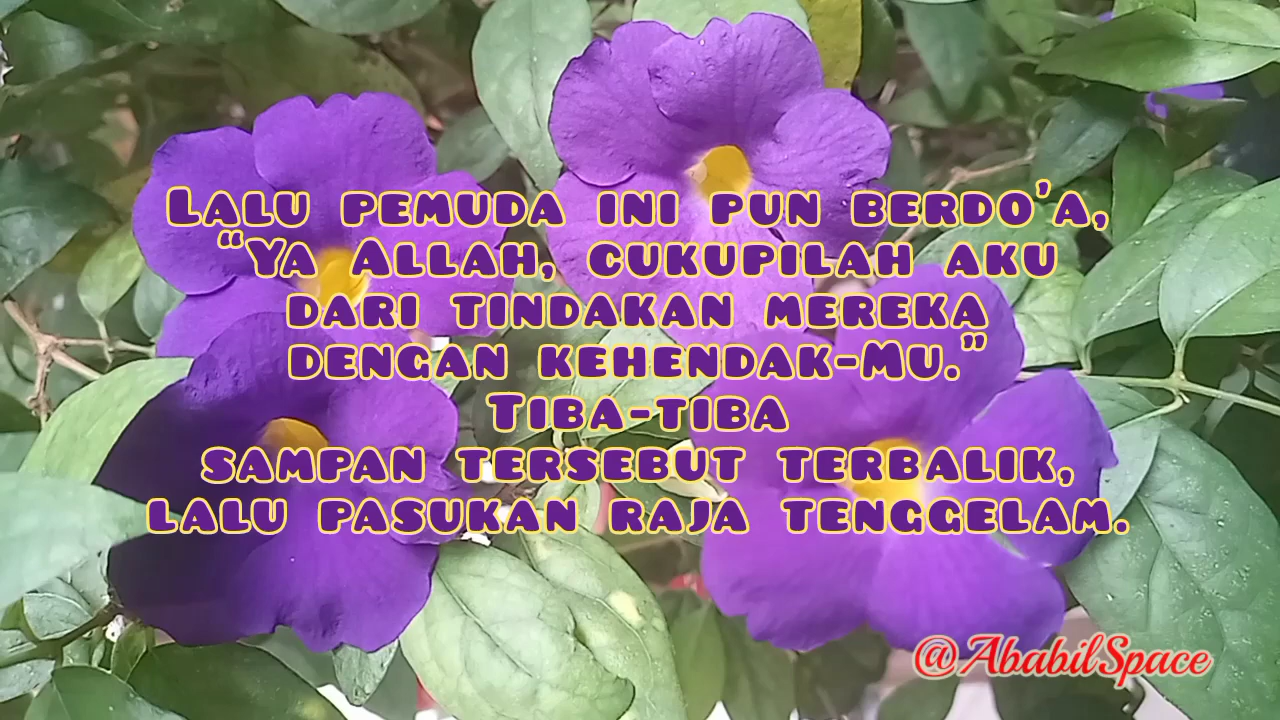 Lalu pemuda ini pun berdo'a,
“Ya Allah, cukupilah aku
dari tindakan mereka
dengan kehendak-Mu.”
Tiba-tiba
sampan tersebut terbalik,
lalu pasukan raja tenggelam.
@AbabilSpace